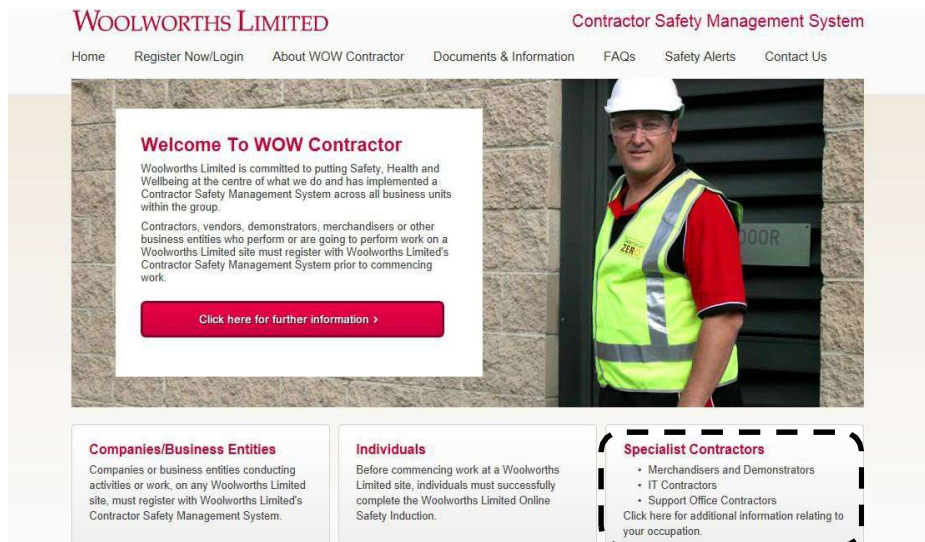 WOOLWORTHS LIMITED
Contractor Safety Management System
Home Register Now/Login About WOW Contractor Documents & Information FAQs Safety Alerts Contact Us
Welcome To WOW Contractor
Woolworths Limited is committed to putting Safety, Health and
Wellbeing at the centre of what we do and has implemented a
Contractor Safety Management System across all business units
within the group.
Contractors, vendors, demonstrators, merchandisers or other
business entities who perform or are going to perform work on a
Woolworths Limited site must register with Woolworths Limited's
Contractor Safety Management System prior to commencing
work.
Click here for further information >
ZERO
OOR
Companies/Business Entities
Companies or business entities conducting
activities or work, on any Woolworths Limited
site, must register with Woolworths Limited's
Contractor Safety Management System.
Individuals
Before commencing work at a Woolworths
Limited site, individuals must successfully
complete the Woolworths Limited Online
Safety Induction.
Specialist Contractors
• Merchandisers and Demonstrators
• IT Contractors
• Support Office Contractors
Click here for additional information relating to
your occupation.